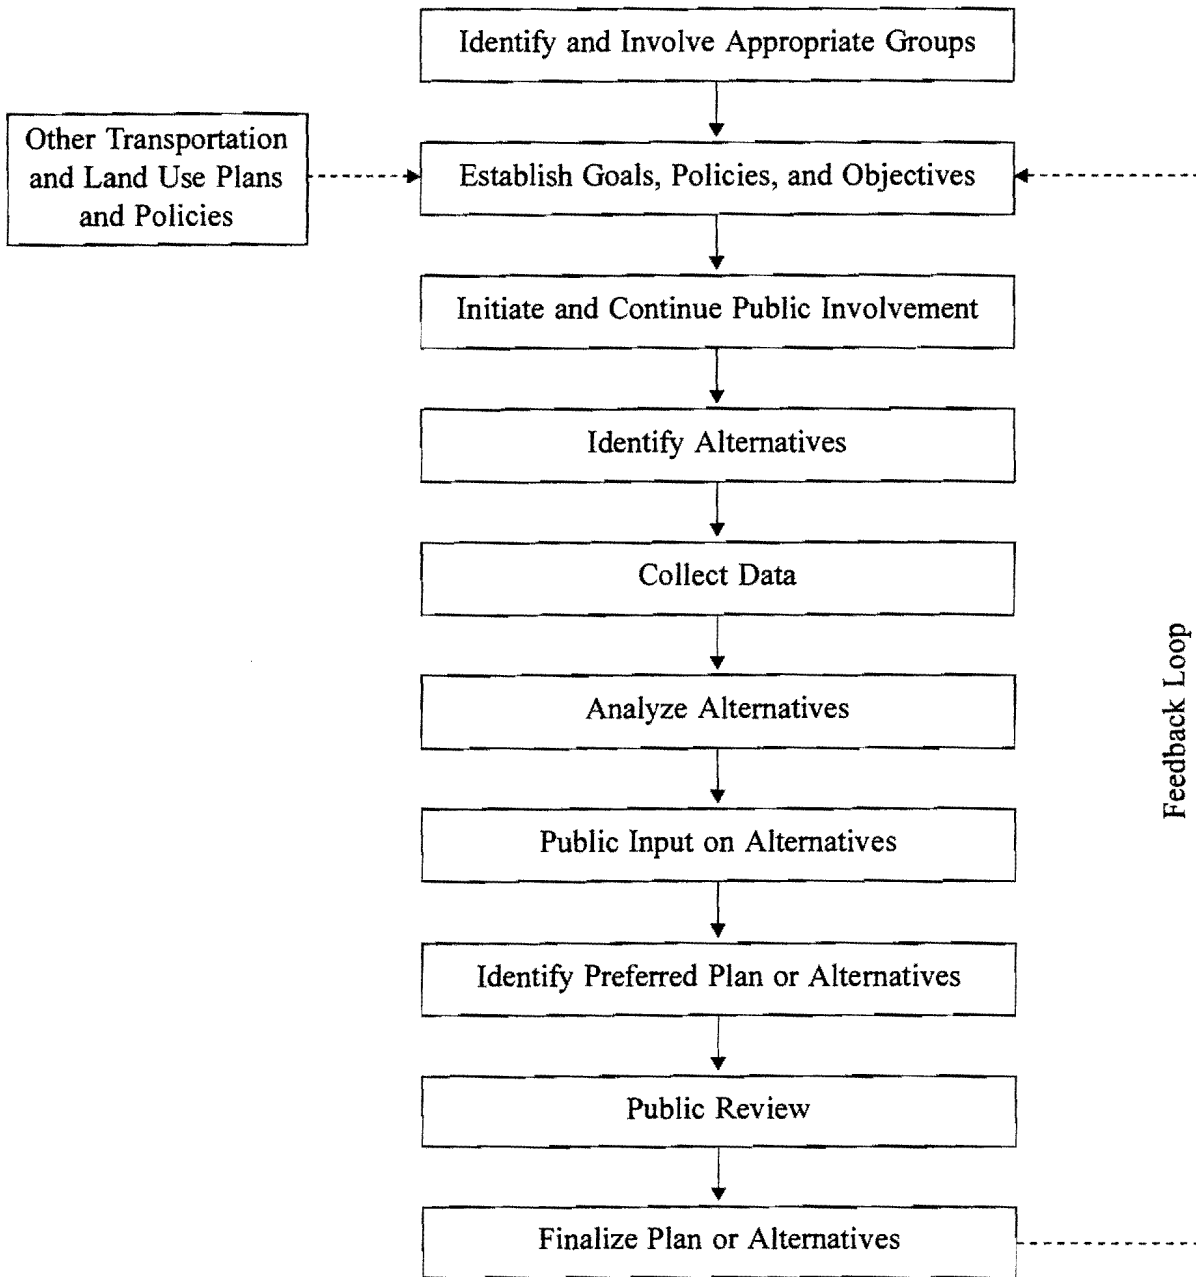 Identify and Involve Appropriate Groups
Other Transportation
and Land Use Plans
and Policies
Establish Goals, Policies, and Objectives
Initiate and Continue Public Involvement
Identify Alternatives
Collect Data
Analyze Alternatives
Feedback Loop
Public Input on Alternatives
Identify Preferred Plan or Alternatives
Public Review
Finalize Plan or Alternatives